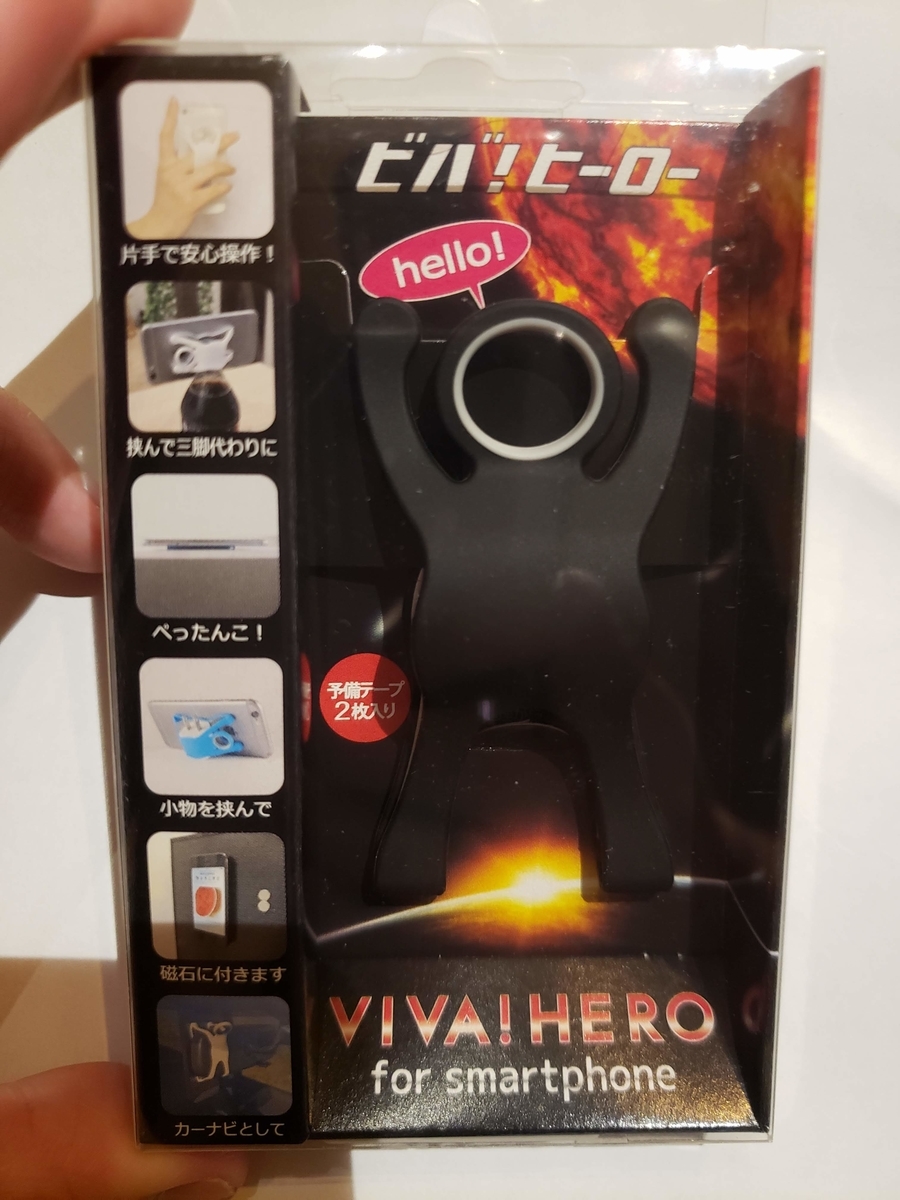 ビバ!ヒーロー
hello!
片手で安心操作!
挟んで三脚代わりに
ぺったんこ!
小物を挟んで
磁石に付きます
カーナビとして
予備テープ
2枚入り
VIVA!HERO
for smartphone